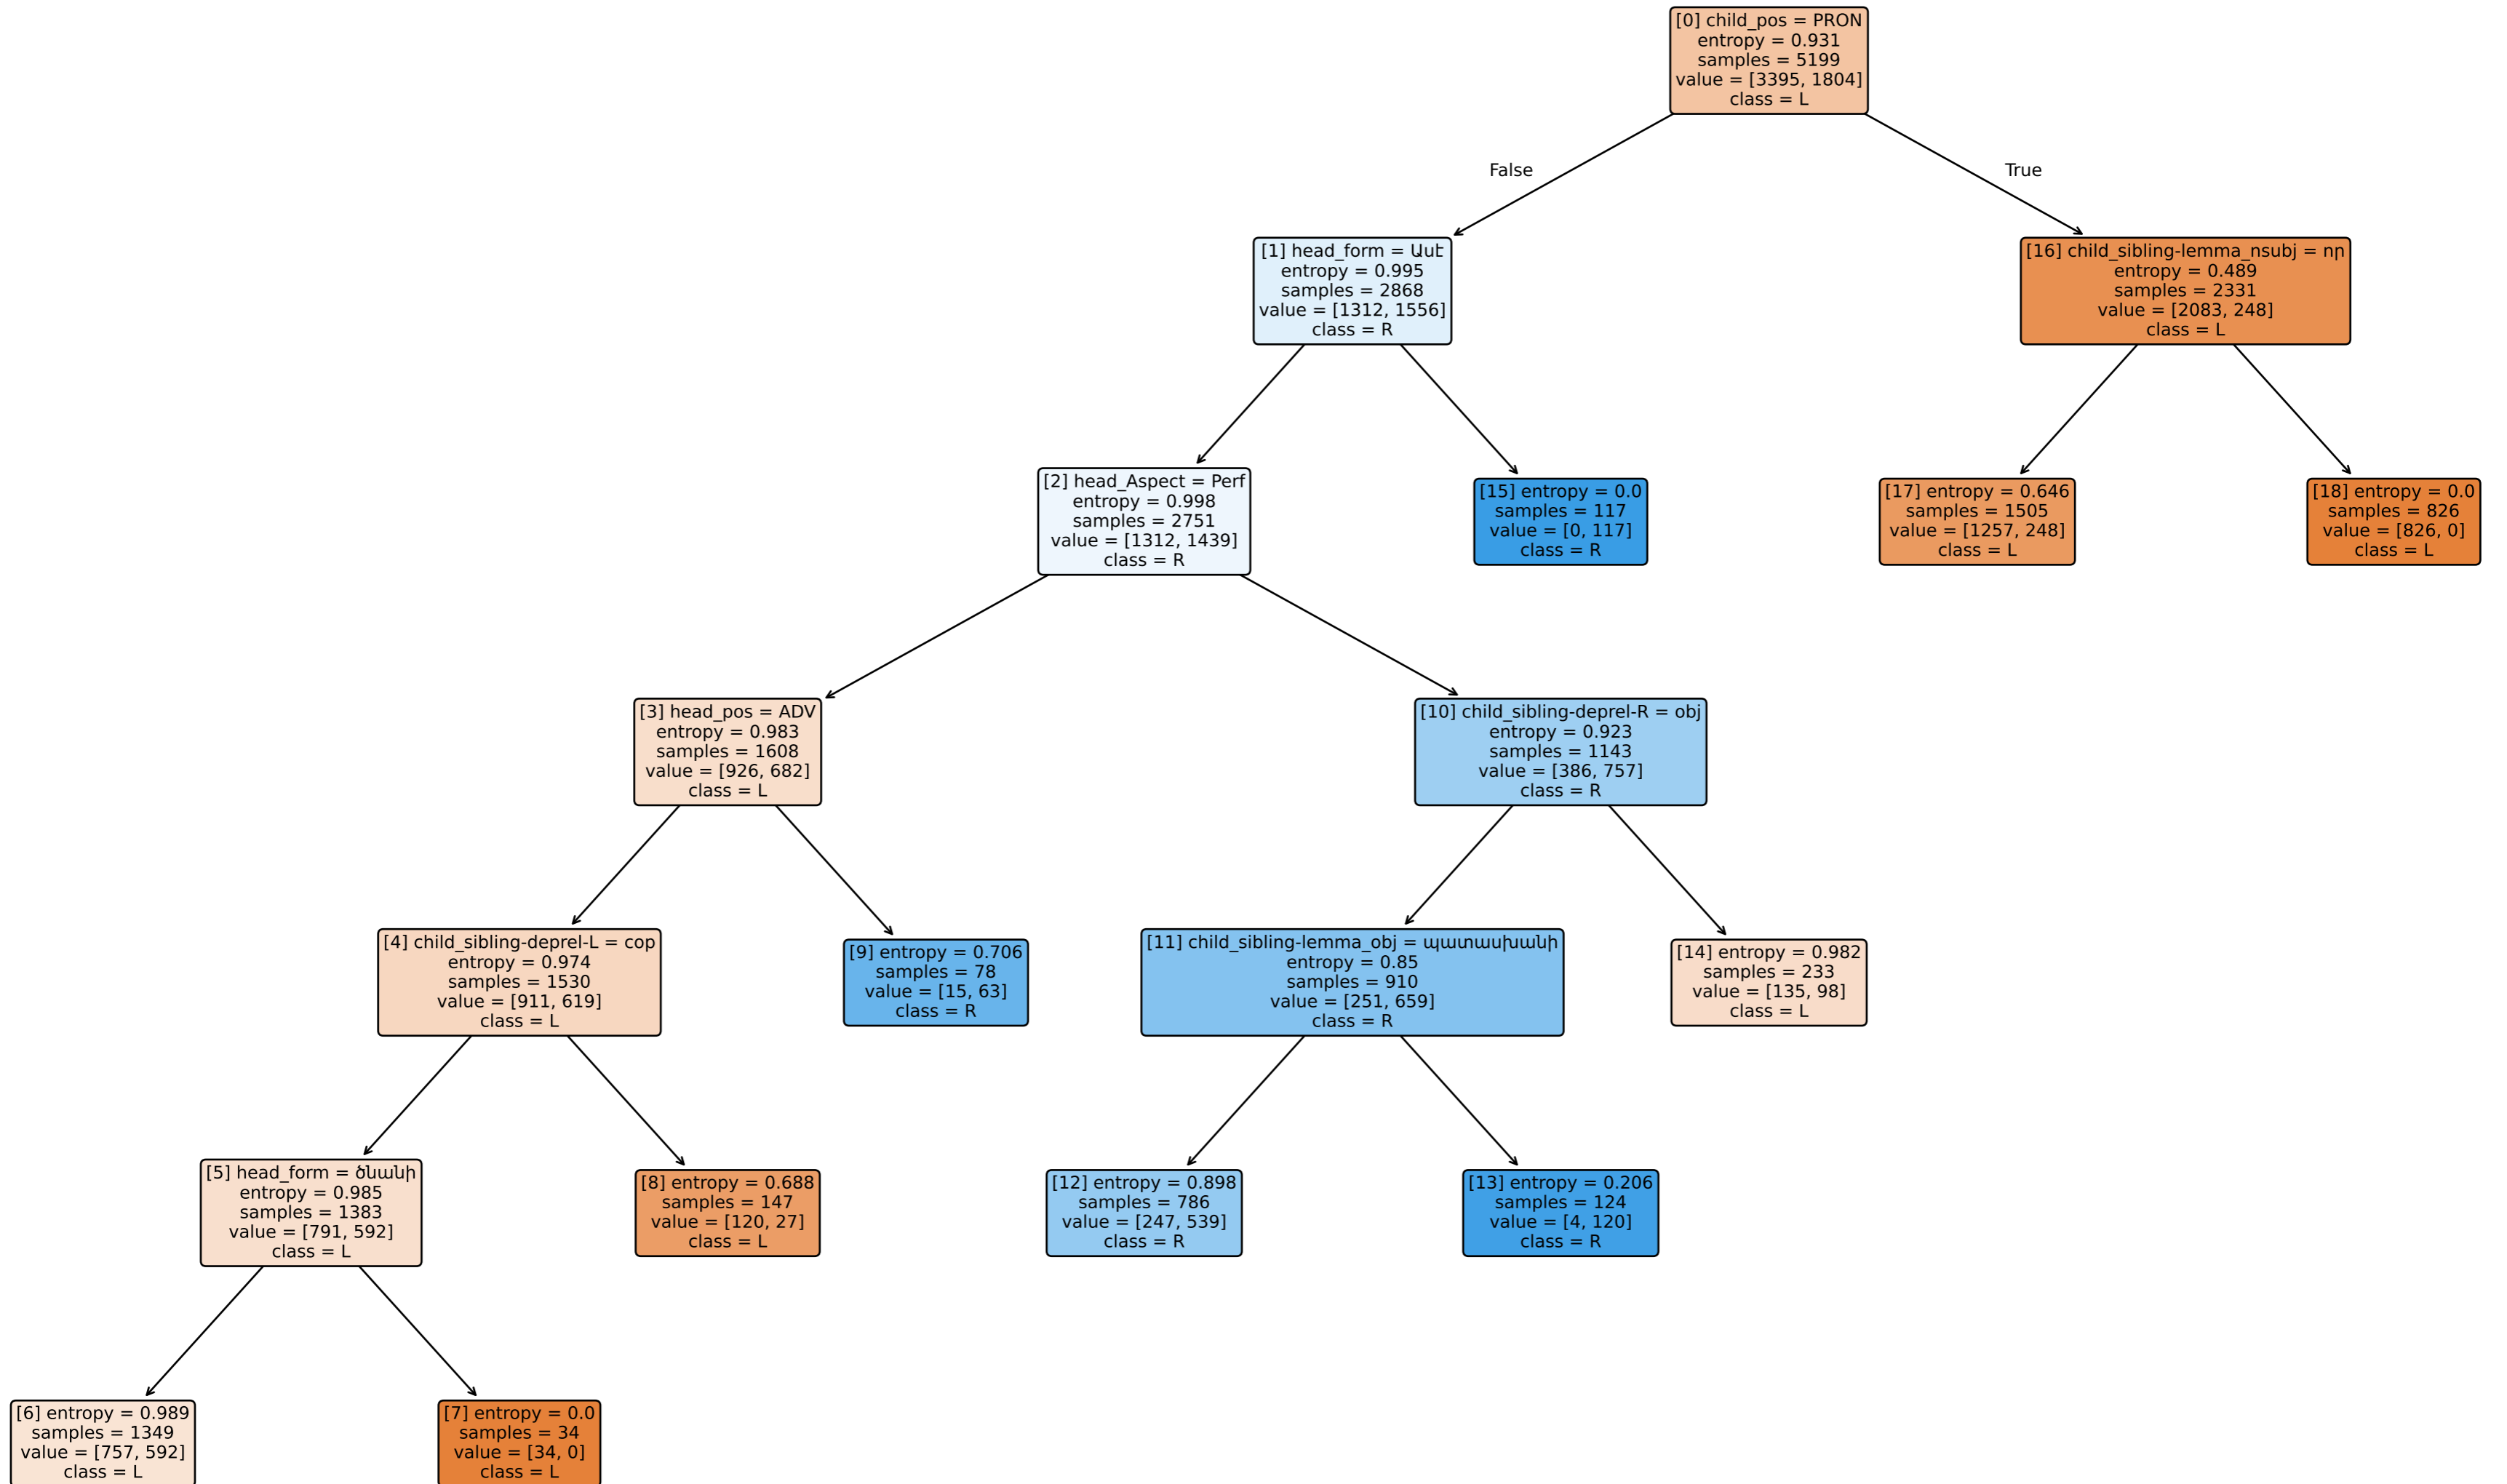 [0] child_pos = PRON
entropy = 0.931
samples = 5199
value = [3395, 1804]
class = L
False
True
[1] head_form = Ասէ
entropy = 0.995
samples = 2868
value = [1312, 1556]
class = R
[16] child_sibling-lemma_nsubj = որ
entropy = 0.489
samples = 2331
value = [2083, 248]
class = L
[2] head_Aspect = Perf
entropy = 0.998
samples = 2751
value = [1312, 1439]
class = R
[15] entropy = 0.0
samples = 117
value = [0, 117]
class = R
[17] entropy = 0.646
samples = 1505
value = [1257, 248]
class = L
[18] entropy = 0.0
samples = 826
value = [826, 0]
class = L
[3] head_pos = ADV
entropy = 0.983
samples = 1608
value = [926, 682]
class = L
[10] child_sibling-deprel-R = obj
entropy = 0.923
samples = 1143
value = [386, 757]
class = R
[4] child_sibling-deprel-L = cop
entropy = 0.974
samples = 1530
value = [911, 619]
class = L
[9] entropy = 0.706
samples = 78
value = [15, 63]
class = R
[11] child_sibling-lemma_obj = պատասխանի
entropy = 0.85
samples = 910
value = [251, 659]
class = R
[14] entropy = 0.982
samples = 233
value = [135, 98]
class = L
[5] head_form = ծնանի
entropy = 0.985
samples = 1383
value = [791, 592]
class = L
[8] entropy = 0.688
samples = 147
value = [120, 27]
class = L
[12] entropy = 0.898
samples = 786
value = [247, 539]
class = R
[13] entropy = 0.206
samples = 124
value = [4, 120]
class = R
[6] entropy = 0.989
samples = 1349
value = [757, 592]
class = L
[7] entropy = 0.0
samples = 34
value = [34, 0]
class = L